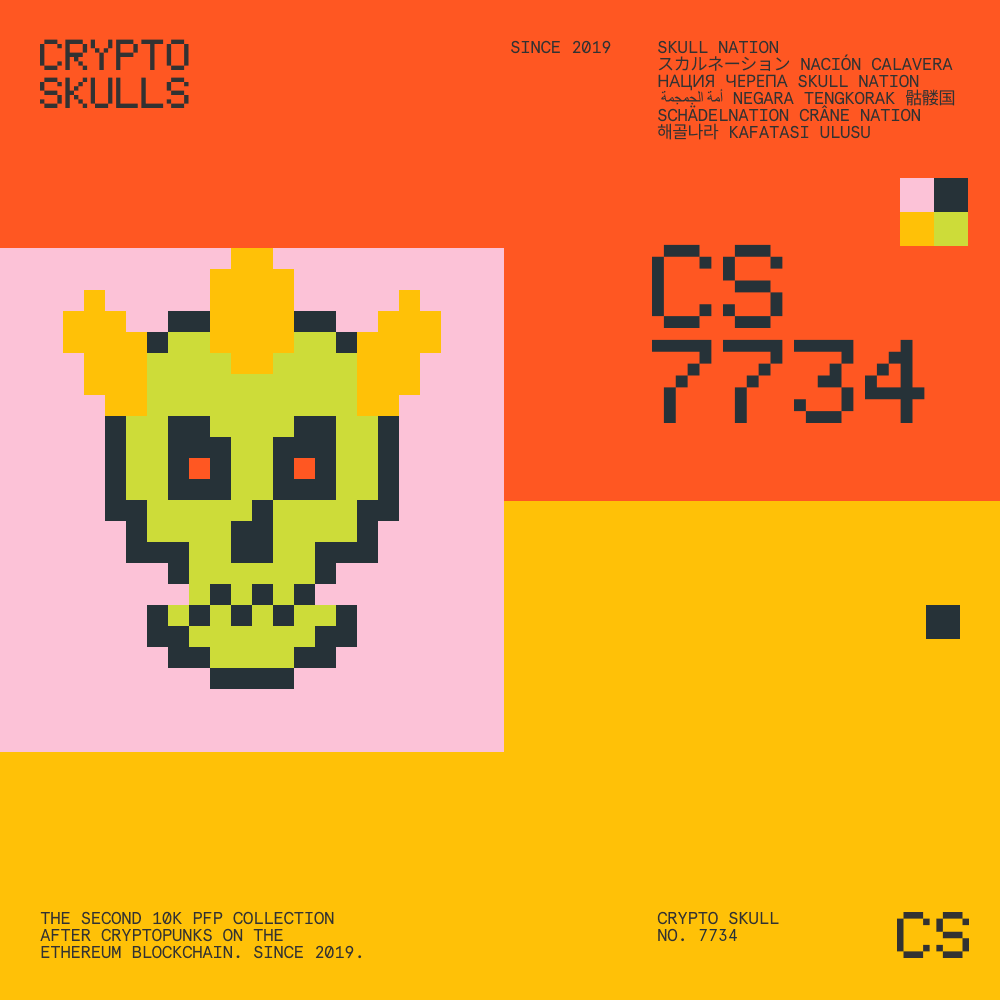 CRYPTO
SKULLS
SINCE 2019
SKULL NATION
スカルネーション NACIÓN CALAVERA
НАЦИЯ ЧЕРЕПА SKULL NATION
أمة الجمجمة NEGARA TENGKORAK 骷髅国
SCHÄDELNATION CRÂNE NATION
해골나라 KAFATASI ULUSU
CS
7734
THE SECOND 10K PFP COLLECTION
AFTER CRYPTOPUNKS ON THE
ETHEREUM BLOCKCHAIN. SINCE 2019.
CRYPTO SKULL
NO. 7734
CS